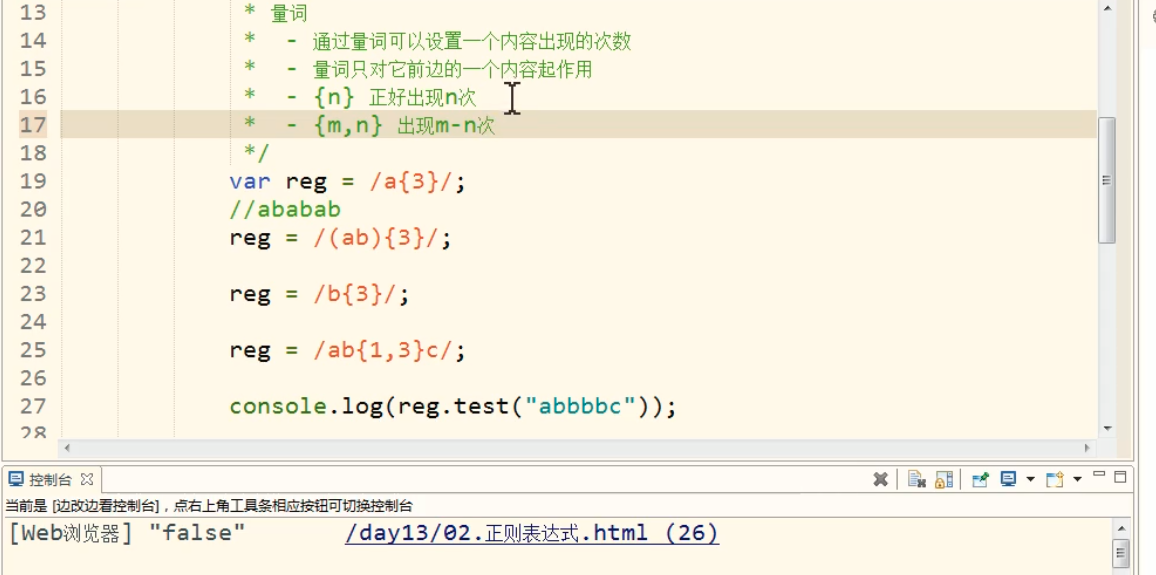 13 * 量词
14 * - 通过量词可以设置一个内容出现的次数
15 * - 量词只对它前边的一个内容起作用
16 * - {n} 正好出现n次
17 * - {m,n} 出现m-n次
18 */
19 var reg = /a{3}/;
20 //ababab
21 reg = /(ab){3}/;
22
23 reg = /b{3}/;
24
25 reg = /ab{1,3}c/;
26
27 console.log(reg.test("abbbbc"));
28
控制台
当前是 [边改边看控制台]，点右上角工具条相应按钮可切换控制台
[Web浏览器] "false" /day13/02.正则表达式.html (26)